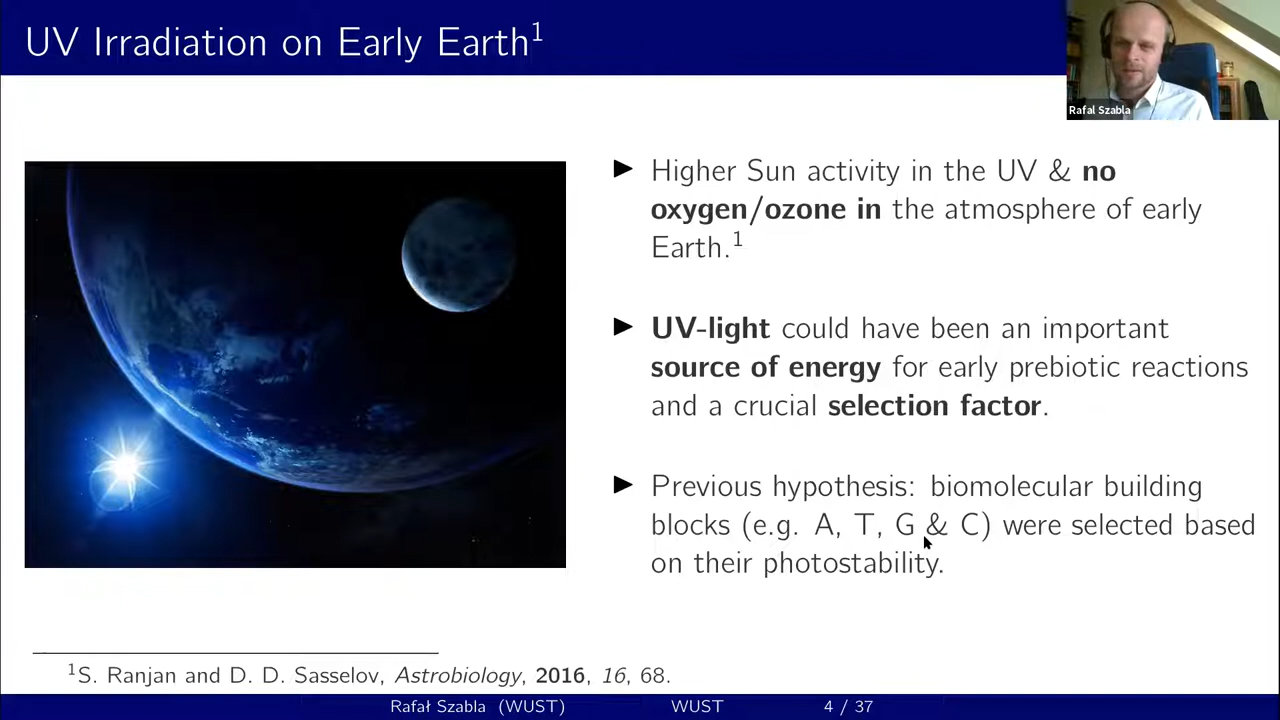 UV Irradiation on Early Earth¹
Rafal Szabla
▶ Higher Sun activity in the UV & no
oxygen/ozone in the atmosphere of early
Earth.¹
▶ UV-light could have been an important
source of energy for early prebiotic reactions
and a crucial selection factor.
▶ Previous hypothesis: biomolecular building
blocks (e.g. A, T, G & C) were selected based
on their photostability.
¹S. Ranjan and D. D. Sasselov, Astrobiology, 2016, 16, 68.
Rafał Szabla (WUST) WUST 4 / 37